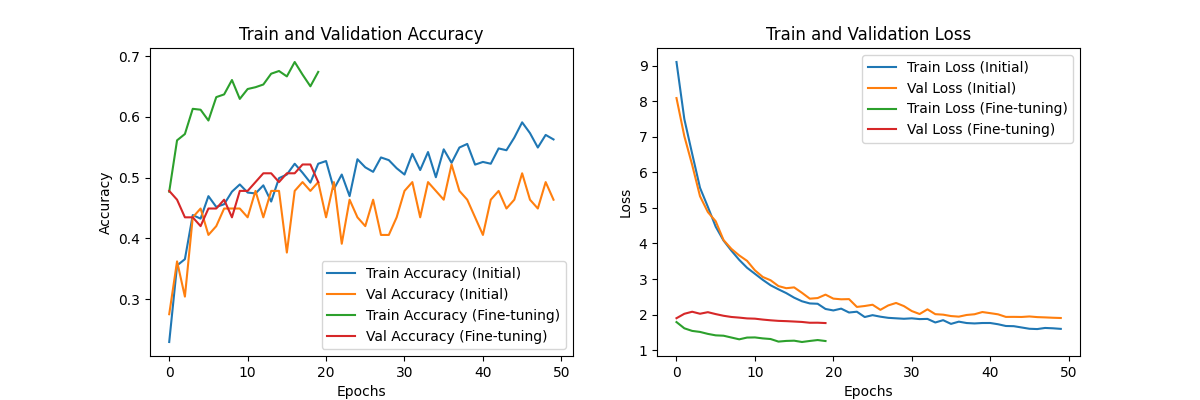 Train and Validation Accuracy
Accuracy
0.7
0.6
0.5
0.4
0.3
Train Accuracy (Initial)
Val Accuracy (Initial)
Train Accuracy (Fine-tuning)
Val Accuracy (Fine-tuning)
0 10 20 30 40 50
Epochs
Train and Validation Loss
Loss
9
8
7
6
5
4
3
2
1
Train Loss (Initial)
Val Loss (Initial)
Train Loss (Fine-tuning)
Val Loss (Fine-tuning)
0 10 20 30 40 50
Epochs